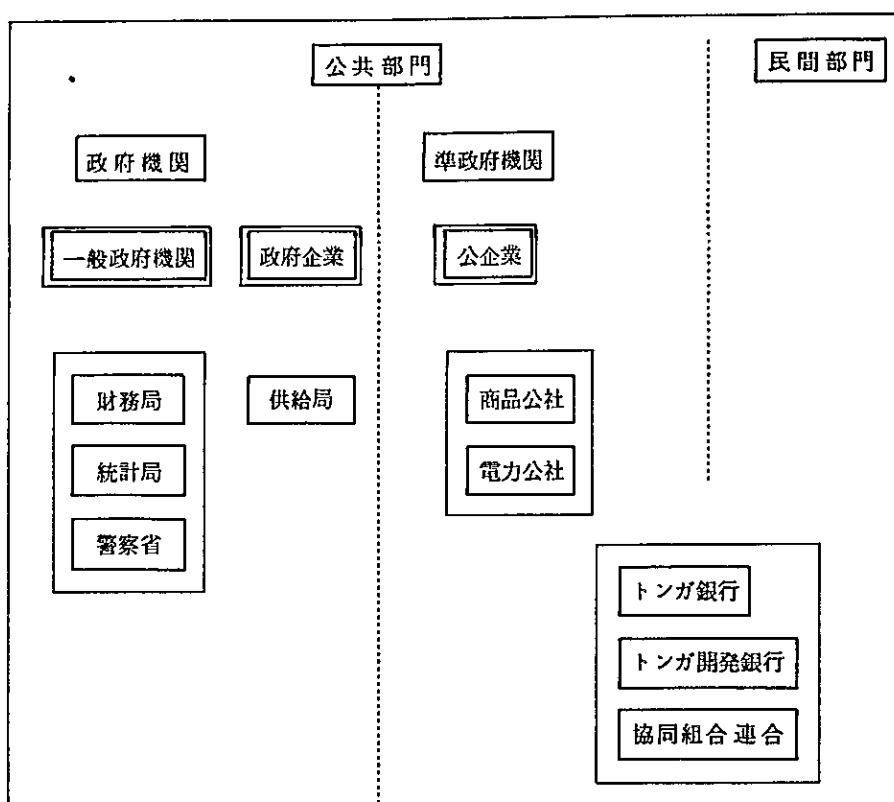 公共部門
民間部門
政府機関
準政府機関
一般政府機関
政府企業
公企業
財務局
供給局
商品公社
統計局
電力公社
警察省
トンガ銀行
トンガ開発銀行
協同組合連合